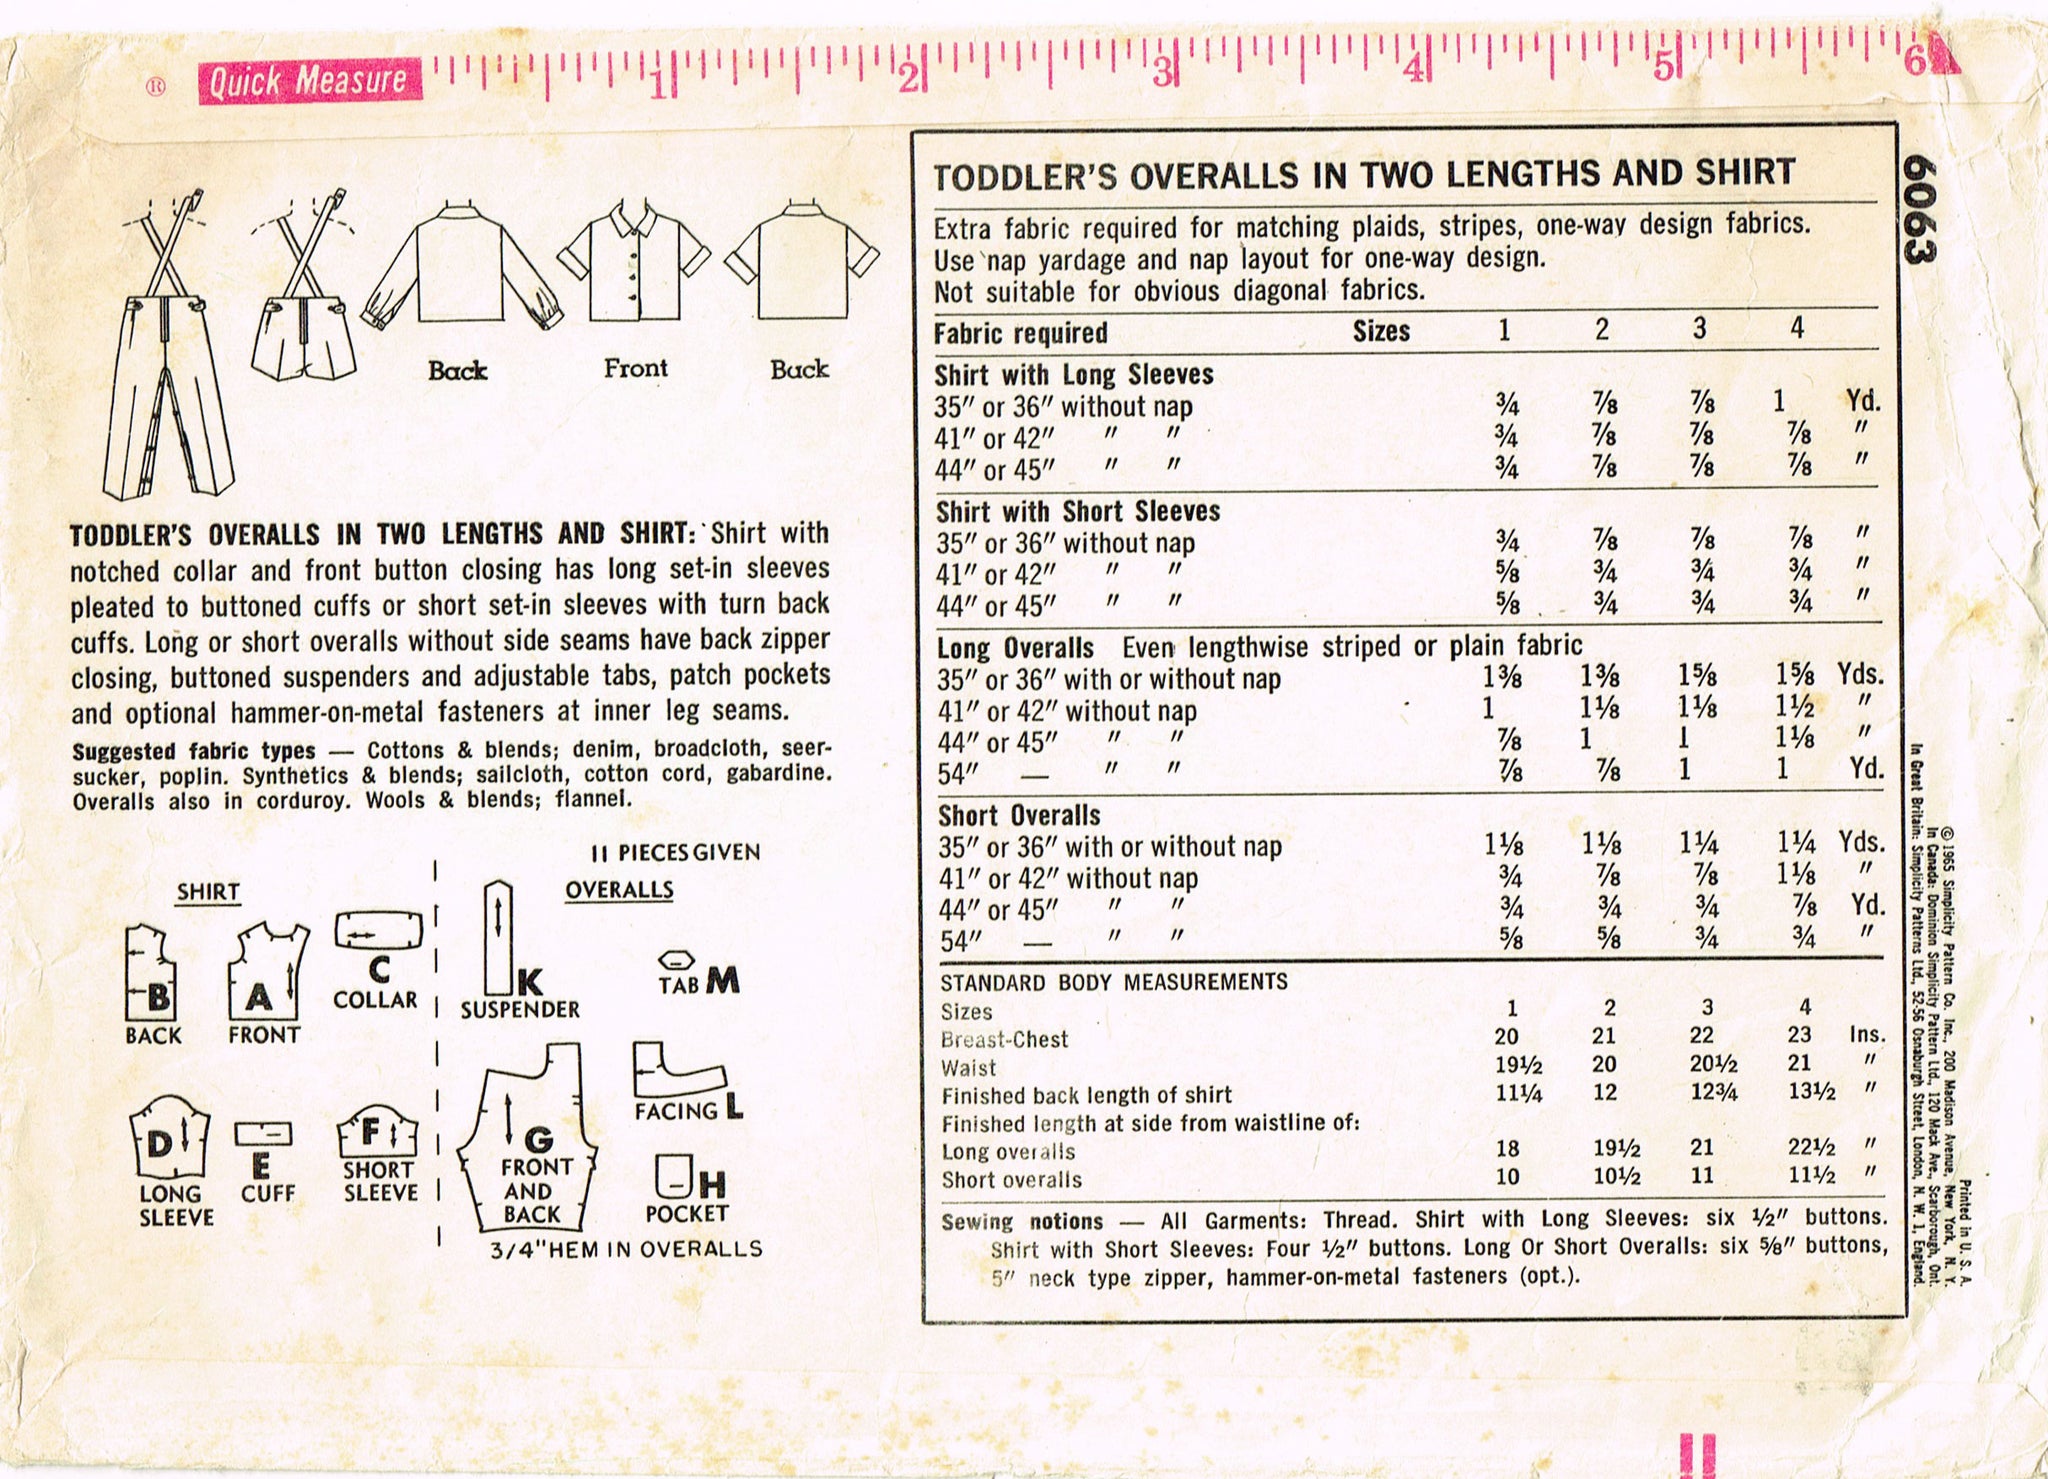 ® Quick Measure 1 2 3 4 5 6
Back Front Back
TODDLER'S OVERALLS IN TWO LENGTHS AND SHIRT: Shirt with
notched collar and front button closing has long set-in sleeves
pleated to buttoned cuffs or short set-in sleeves with turn back
cuffs. Long or short overalls without side seams have back zipper
closing, buttoned suspenders and adjustable tabs, patch pockets
and optional hammer-on-metal fasteners at inner leg seams.
Suggested fabric types — Cottons & blends; denim, broadcloth, seer-
sucker, poplin. Synthetics & blends; sailcloth, cotton cord, gabardine.
Overalls also in corduroy. Wools & blends; flannel.
11 PIECES GIVEN
SHIRT
B
BACK
A
FRONT
C
COLLAR
D
LONG
SLEEVE
E
CUFF
F
SHORT
SLEEVE
OVERALLS
K
SUSPENDER
TAB M
G
FRONT
AND
BACK
FACING L
H
POCKET
3/4" HEM IN OVERALLS
TODDLER'S OVERALLS IN TWO LENGTHS AND SHIRT
Extra fabric required for matching plaids, stripes, one-way design fabrics.
Use nap yardage and nap layout for one-way design.
Not suitable for obvious diagonal fabrics.
Fabric required Sizes 1 2 3 4
Shirt with Long Sleeves
35" or 36" without nap ¾ ⅞ ⅞ 1 Yd.
41" or 42" " " ¾ ⅞ ⅞ ⅞ "
44" or 45" " " ¾ ⅞ ⅞ ⅞ "
Shirt with Short Sleeves
35" or 36" without nap ¾ ⅞ ⅞ ⅞ "
41" or 42" " " ⅝ ¾ ¾ ¾ "
44" or 45" " " ⅝ ¾ ¾ ¾ "
Long Overalls Even lengthwise striped or plain fabric
35" or 36" with or without nap 1⅜ 1⅜ 1⅝ 1⅝ Yds.
41" or 42" without nap 1 1⅛ 1⅛ 1½ "
44" or 45" " " ⅞ 1 1 1⅛ "
54" — " " ⅞ ⅞ 1 1 Yd.
Short Overalls
35" or 36" with or without nap 1⅛ 1⅛ 1¼ 1¼ Yds.
41" or 42" without nap ¾ ⅞ ⅞ 1⅛ "
44" or 45" " " ¾ ¾ ¾ ⅞ Yd.
54" — " " ⅝ ⅝ ¾ ¾ "
STANDARD BODY MEASUREMENTS
Sizes 1 2 3 4
Breast-Chest 20 21 22 23 Ins.
Waist 19½ 20 20½ 21 "
Finished back length of shirt 11¼ 12 12¾ 13½ "
Finished length at side from waistline of:
Long overalls 18 19½ 21 22½ "
Short overalls 10 10½ 11 11½ "
Sewing notions — All Garments: Thread. Shirt with Long Sleeves: six ½" buttons.
Shirt with Short Sleeves: Four ½" buttons. Long Or Short Overalls: six ⅝" buttons,
5" neck type zipper, hammer-on-metal fasteners (opt.).
6063
Printed in U. S. A.
© 1965 Simplicity Pattern Co. Inc., 200 Madison Avenue, New York, N. Y.
In Canada: Dominion Simplicity Pattern Ltd., 120 Mack Ave., Scarborough, Ont.
In Great Britain: Simplicity Patterns Ltd., 52-56 Osnaburgh Street, London, N. W. 1, England.